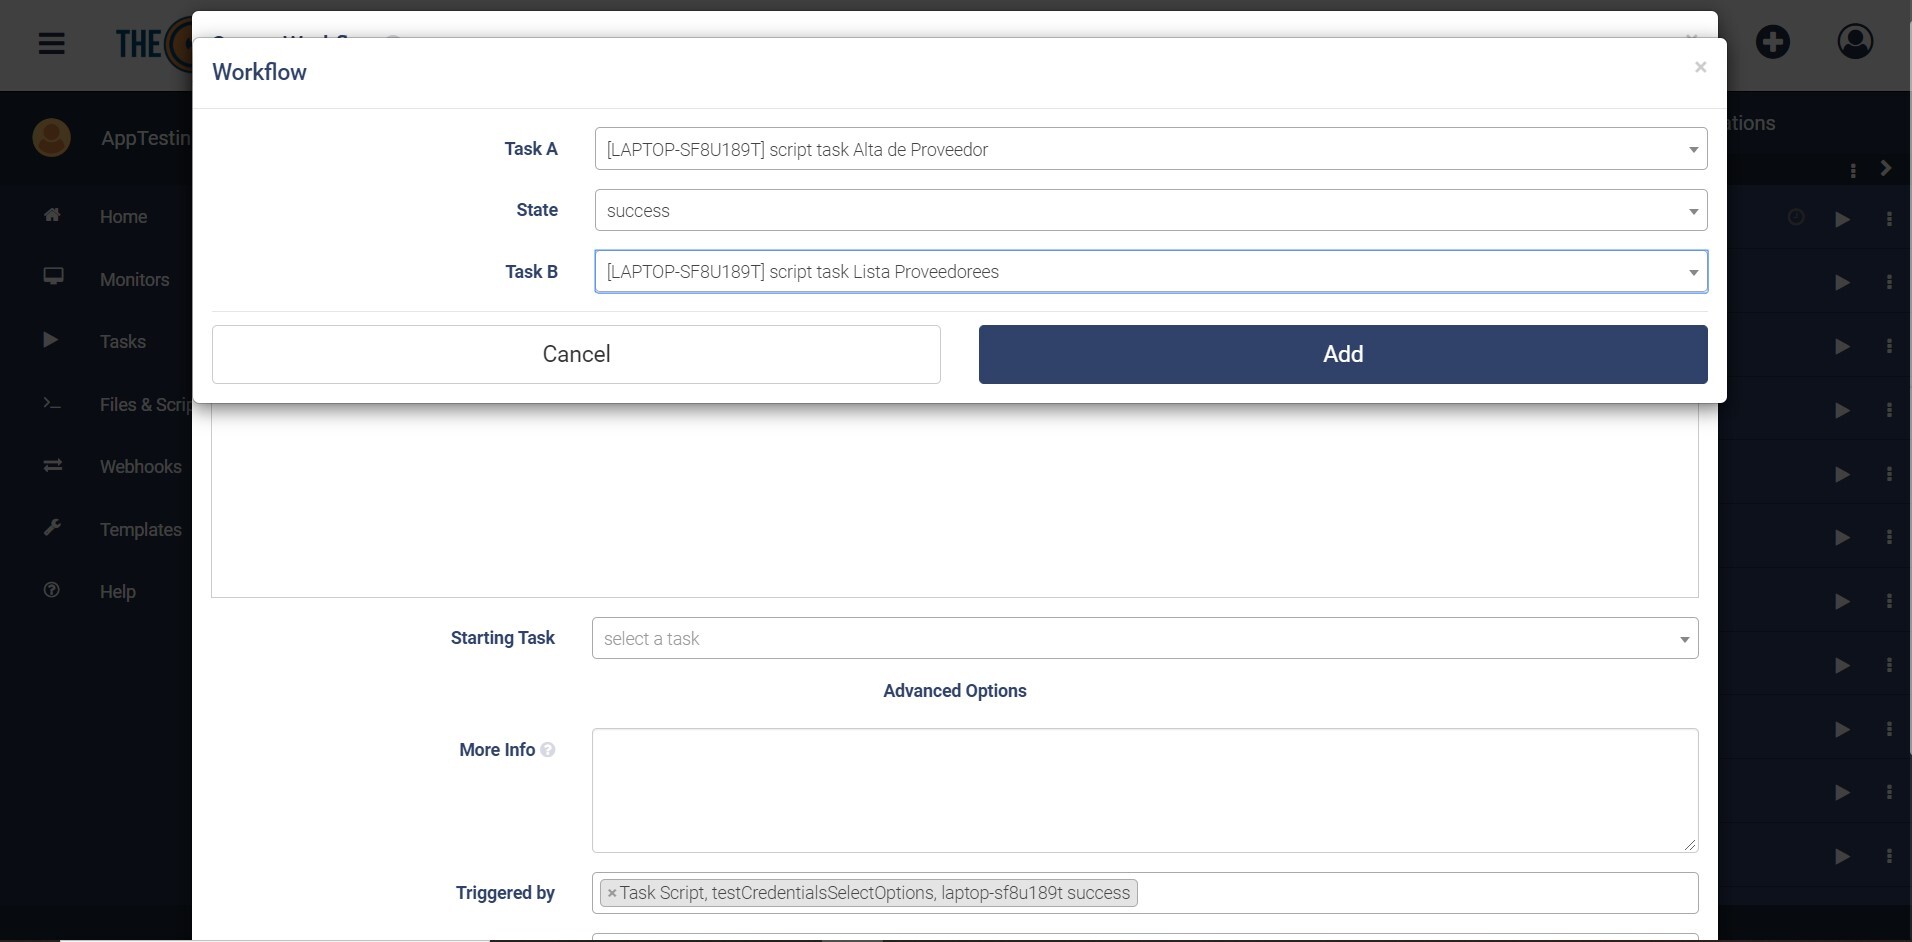 THE
Workflow
×
AppTestin
ations
Task A
[LAPTOP-SF8U189T] script task Alta de Proveedor
State
success
Task B
[LAPTOP-SF8U189T] script task Lista Proveedorees
Cancel
Add
Home
Monitors
Tasks
Files & Scrip
Webhooks
Templates
Help
Starting Task
select a task
Advanced Options
More Info ?
Triggered by
×Task Script, testCredentialsSelectOptions, laptop-sf8u189t success